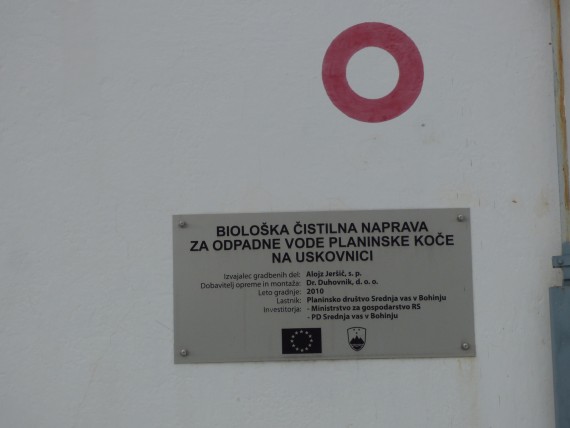 BIOLOŠKA ČISTILNA NAPRAVA
ZA ODPADNE VODE PLANINSKE KOČE
NA USKOVNICI
Izvajalec gradbenih del: Alojz Jeršič, s. p.
Dobavitelj opreme in montaža: Dr. Duhovnik, d. o. o.
Leto gradnje: 2010
Lastnik: Planinsko društvo Srednja vas v Bohinju
Investitorja: - Ministrstvo za gospodarstvo RS
- PD Srednja vas v Bohinju